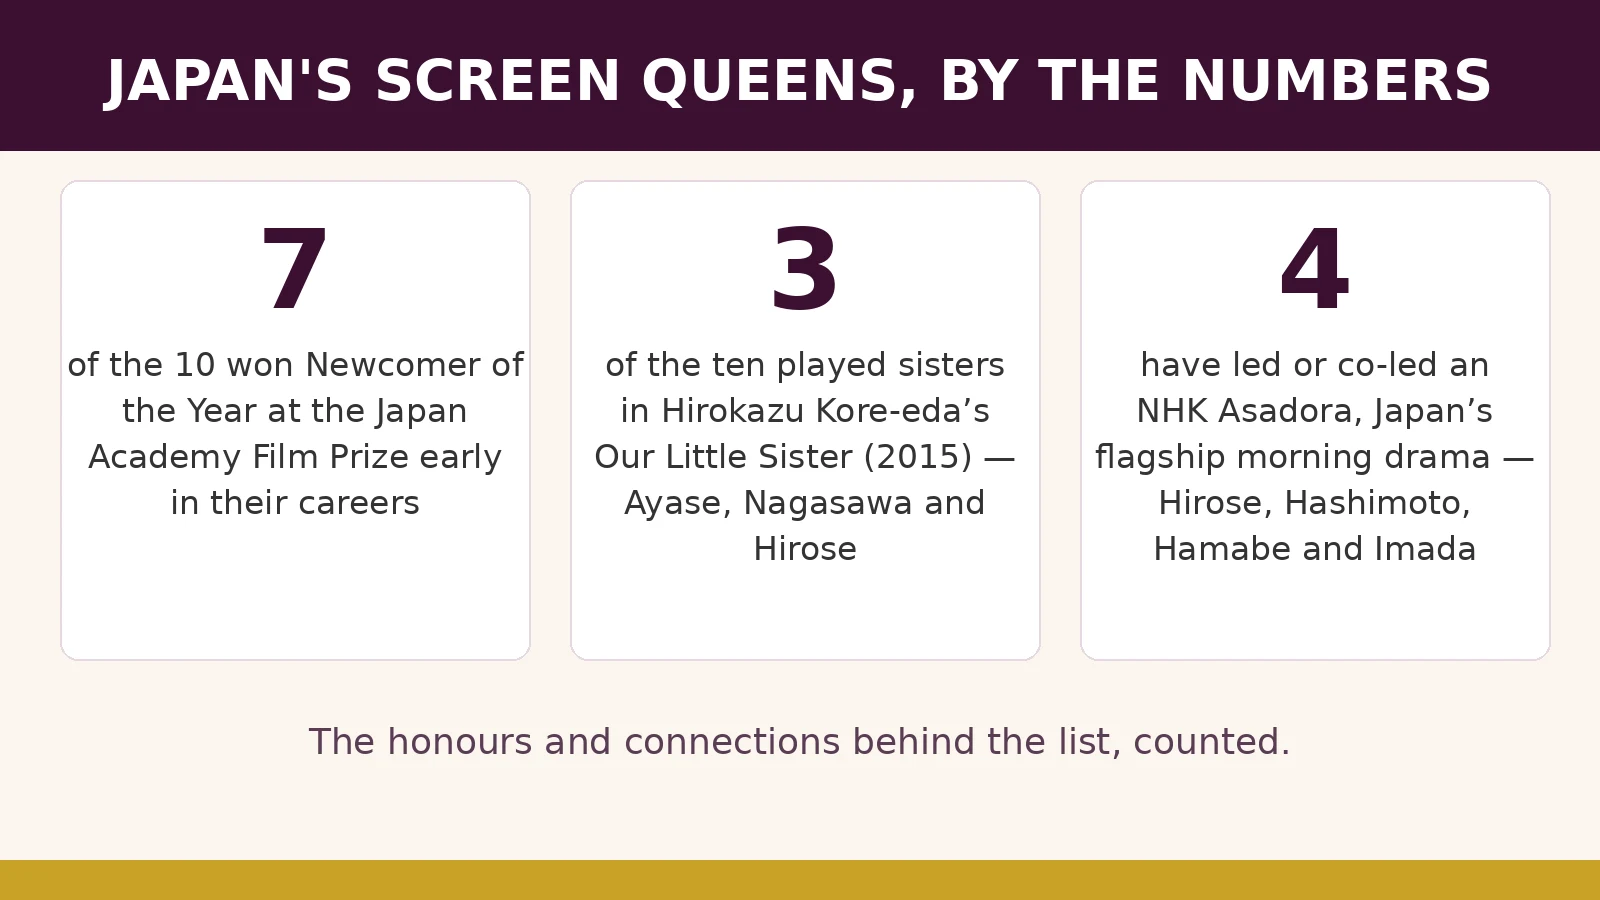 JAPAN'S SCREEN QUEENS, BY THE NUMBERS
7
of the 10 won Newcomer of
the Year at the Japan
Academy Film Prize early
in their careers
3
of the ten played sisters
in Hirokazu Kore-eda’s
Our Little Sister (2015) —
Ayase, Nagasawa and
Hirose
4
have led or co-led an
NHK Asadora, Japan’s
flagship morning drama —
Hirose, Hashimoto,
Hamabe and Imada
The honours and connections behind the list, counted.